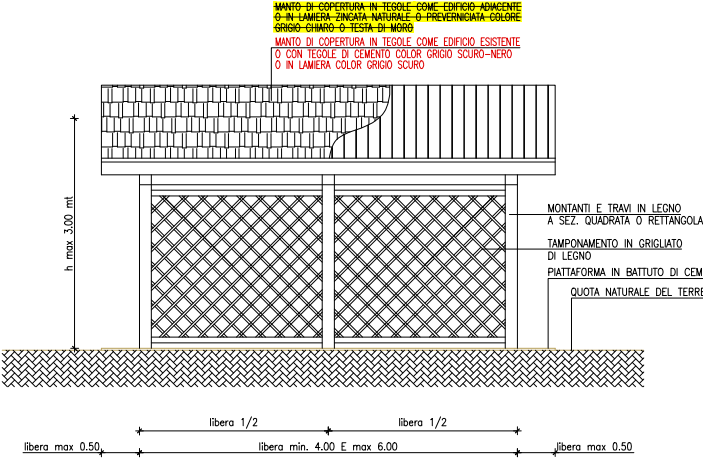 MANTO DI COPERTURA IN TEGOLE COME EDIFICIO ADIACENTE
O IN LAMIERA ZINCATA NATURALE O PREVERNICIATA COLORE
GRIGIO CHIARO O TESTA DI MORO
MANTO DI COPERTURA IN TEGOLE COME EDIFICIO ESISTENTE
O CON TEGOLE DI CEMENTO COLOR GRIGIO SCURO-NERO
O IN LAMIERA COLOR GRIGIO SCURO
h max 3.00 mt
MONTANTI E TRAVI IN LEGNO
A SEZ. QUADRATA O RETTANGOLA
TAMPONAMENTO IN GRIGLIATO
DI LEGNO
PIATTAFORMA IN BATTUTO DI CEM
QUOTA NATURALE DEL TERRE
libera 1/2
libera 1/2
libera max 0.50
libera min. 4.00 E max 6.00
libera max 0.50